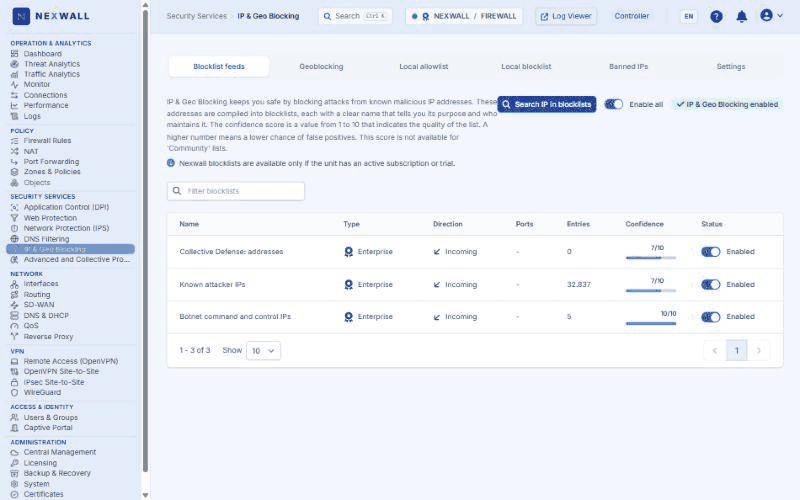 NEXWALL
Security Services › IP & Geo Blocking
Search Ctrl K
NEXWALL / FIREWALL
Log Viewer
Controller
EN
OPERATION & ANALYTICS
Dashboard
Threat Analytics
Traffic Analytics
Monitor
Connections
Performance
Logs
POLICY
Firewall Rules
NAT
Port Forwarding
Zones & Policies
Objects
SECURITY SERVICES
Application Control (DPI)
Web Protection
Network Protection (IPS)
DNS Filtering
IP & Geo Blocking
Advanced and Collective Pro...
NETWORK
Interfaces
Routing
SD-WAN
DNS & DHCP
QoS
Reverse Proxy
VPN
Remote Access (OpenVPN)
OpenVPN Site-to-Site
IPsec Site-to-Site
WireGuard
ACCESS & IDENTITY
Users & Groups
Captive Portal
ADMINISTRATION
Central Management
Licensing
Backup & Recovery
System
Certificates
Blocklist feeds Geoblocking Local allowlist Local blocklist Banned IPs Settings
IP & Geo Blocking keeps you safe by blocking attacks from known malicious IP addresses. These
addresses are compiled into blocklists, each with a clear name that tells you its purpose and who
maintains it. The confidence score is a value from 1 to 10 that indicates the quality of the list. A
higher number means a lower chance of false positives. This score is not available for
'Community' lists.
Search IP in blocklists
Enable all
IP & Geo Blocking enabled
Nexwall blocklists are available only if the unit has an active subscription or trial.
Filter blocklists
Name Type Direction Ports Entries Confidence Status
Collective Defense: addresses Enterprise Incoming - 0 7/10 Enabled
Known attacker IPs Enterprise Incoming - 32,837 7/10 Enabled
Botnet command and control IPs Enterprise Incoming - 5 10/10 Enabled
1 - 3 of 3 Show 10 1